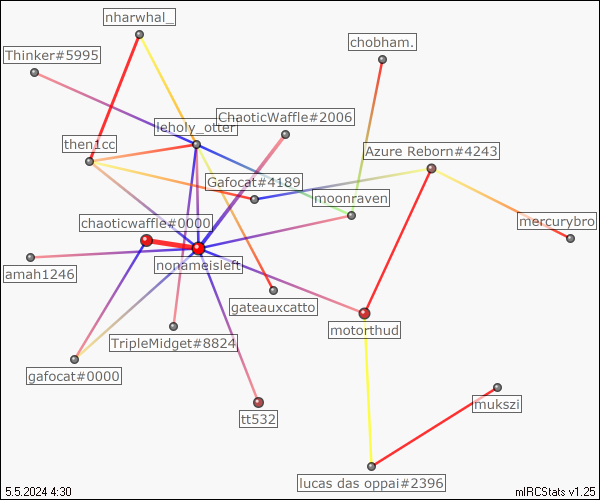 nharwhal_
chobham.
Thinker#5995
ChaoticWaffle#2006
leholy_otter
then1cc
Azure Reborn#4243
Gafocat#4189
moonraven
chaoticwaffle#0000
mercurybro
nonameisleft
amah1246
gateauxcatto
motorthud
TripleMidget#8824
gafocat#0000
mukszi
tt532
lucas das oppai#2396
5.5.2024 4:30
mIRCStats v1.25